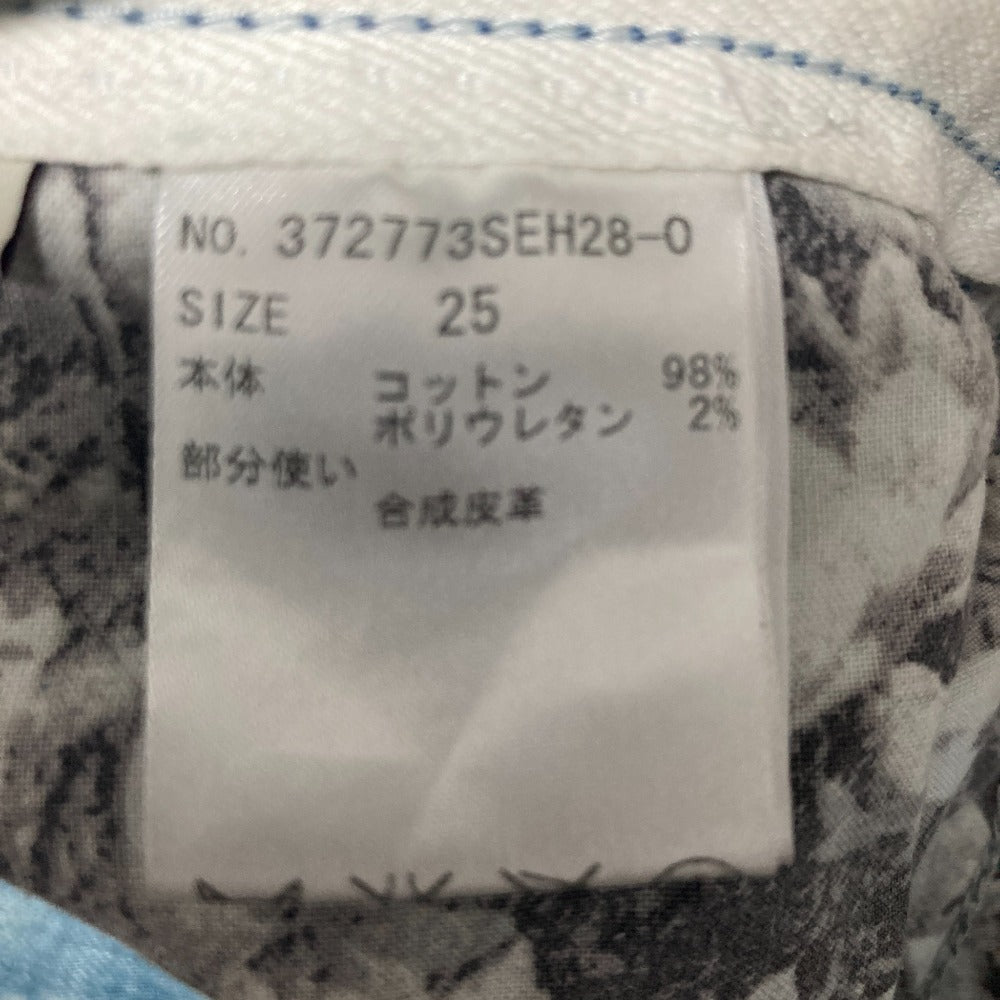 NO. 372773SEH28-0
SIZE 25
本体 コットン 98%
ポリウレタン 2%
部分使い
合成皮革